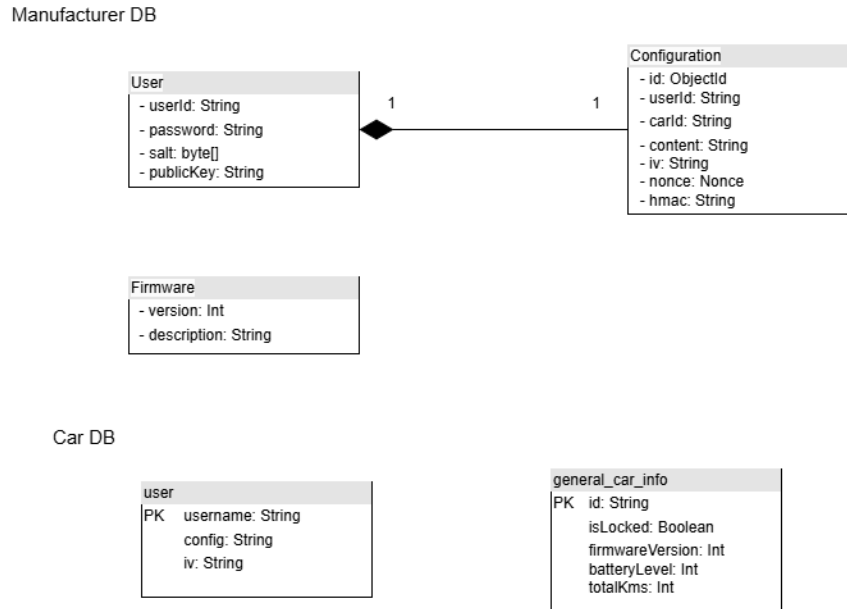 Manufacturer DB
User
- userId: String
- password: String
- salt: byte[]
- publicKey: String
1
1
Configuration
- id: ObjectId
- userId: String
- carId: String
- content: String
- iv: String
- nonce: Nonce
- hmac: String
Firmware
- version: Int
- description: String
Car DB
user
PK username: String
config: String
iv: String
general_car_info
PK id: String
isLocked: Boolean
firmwareVersion: Int
batteryLevel: Int
totalKms: Int